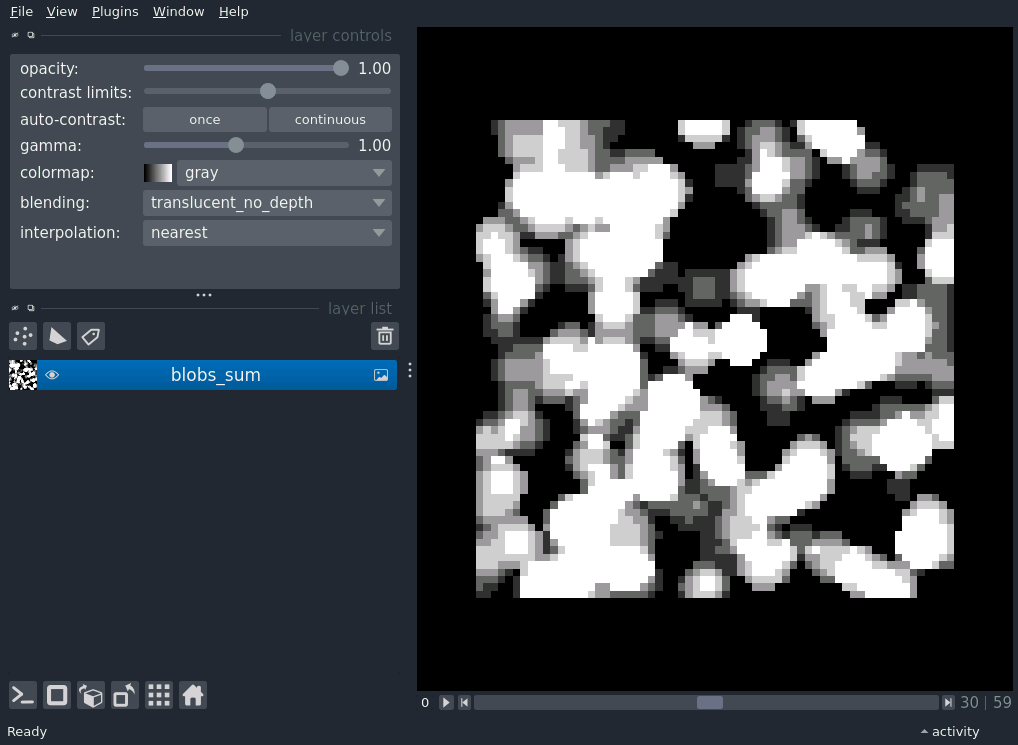 File View Plugins Window Help
layer controls
opacity: 1.00
contrast limits:
auto-contrast: once continuous
gamma: 1.00
colormap: gray
blending: translucent_no_depth
interpolation: nearest
layer list
blobs_sum
0 30 | 59
Ready activity